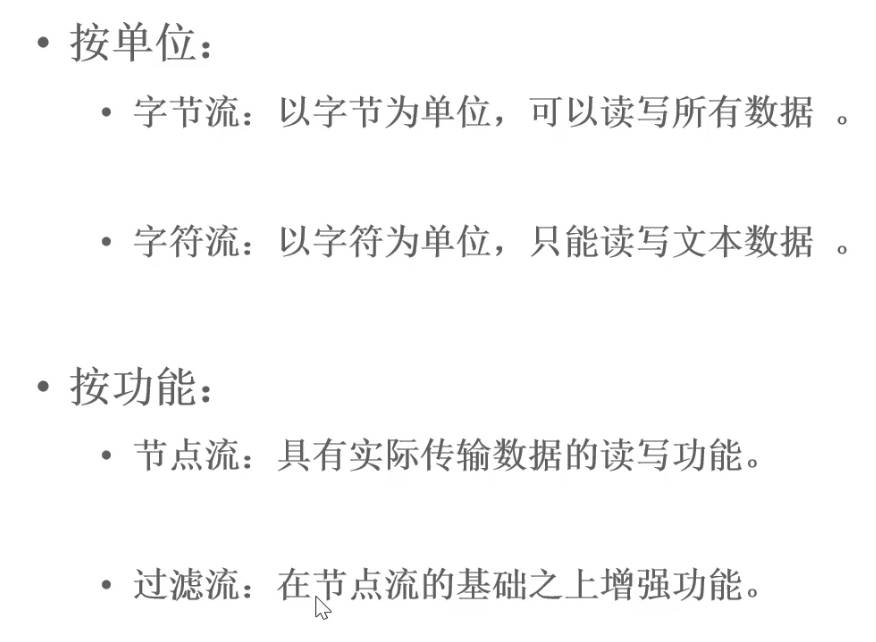 • 按单位：
• 字节流：以字节为单位，可以读写所有数据 。
• 字符流：以字符为单位，只能读写文本数据 。
• 按功能：
• 节点流：具有实际传输数据的读写功能。
• 过滤流：在节点流的基础之上增强功能。